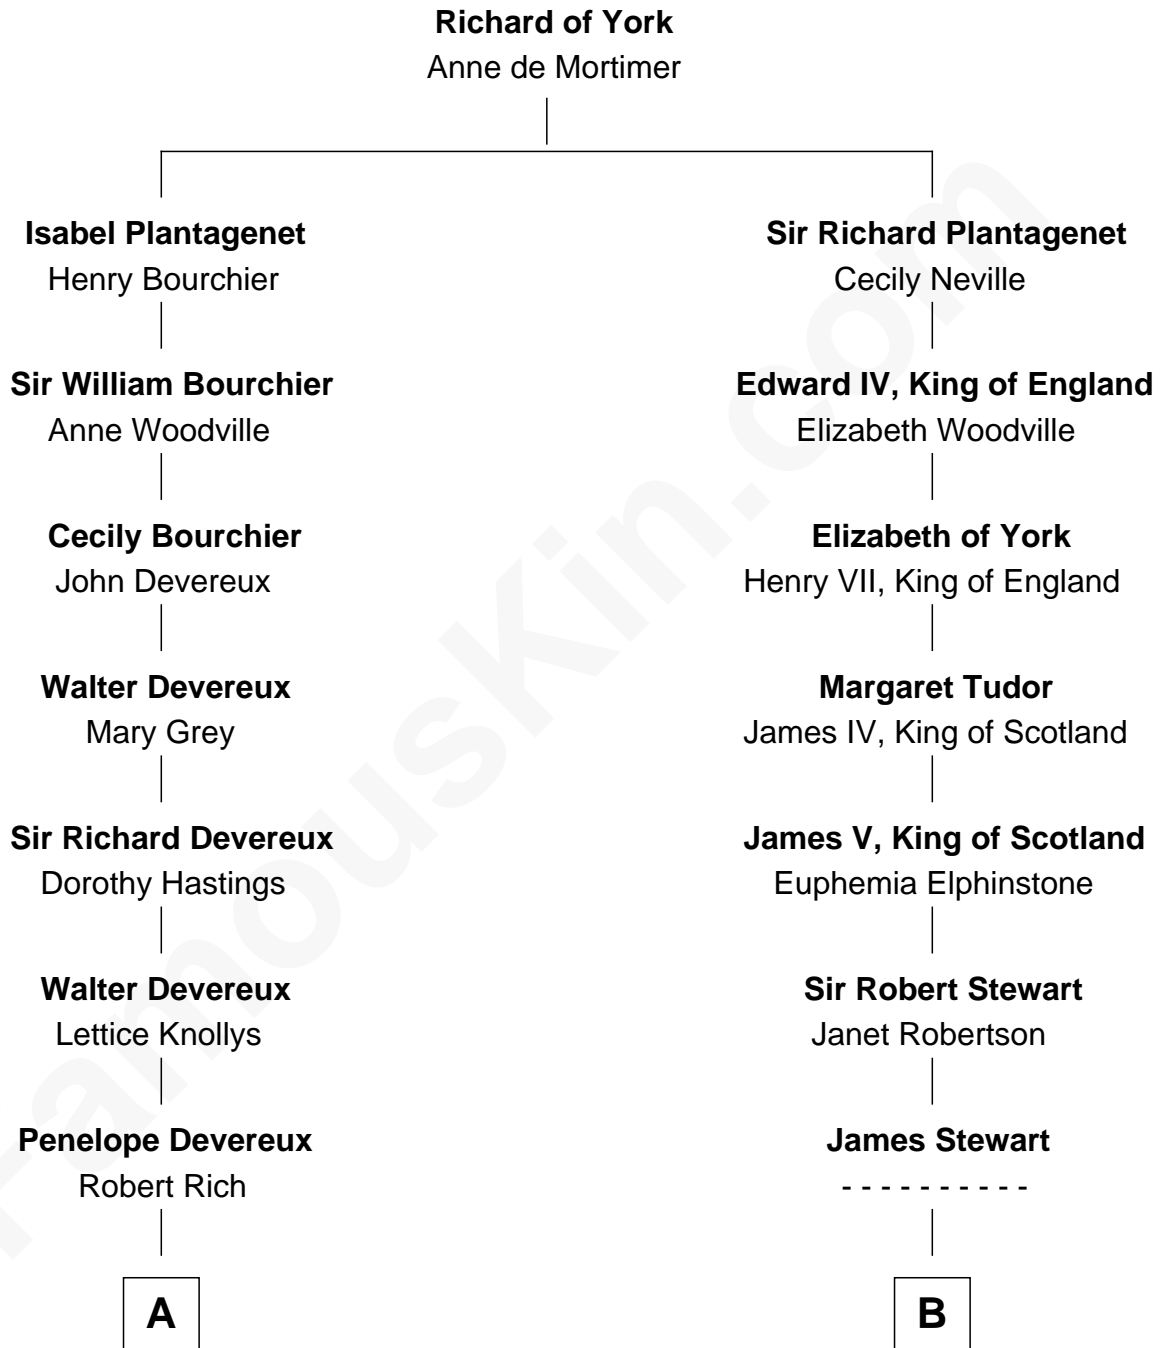 Richard of York
Anne de Mortimer
Isabel Plantagenet
Henry Bourchier
Sir William Bourchier
Anne Woodville
Cecily Bourchier
John Devereux
Walter Devereux
Mary Grey
Sir Richard Devereux
Dorothy Hastings
Walter Devereux
Lettice Knollys
Penelope Devereux
Robert Rich
A
Sir Richard Plantagenet
Cecily Neville
Edward IV, King of England
Elizabeth Woodville
Elizabeth of York
Henry VII, King of England
Margaret Tudor
James IV, King of Scotland
James V, King of Scotland
Euphemia Elphinstone
Sir Robert Stewart
Janet Robertson
James Stewart
- - - - - - - - - -
B
FamousKin.com